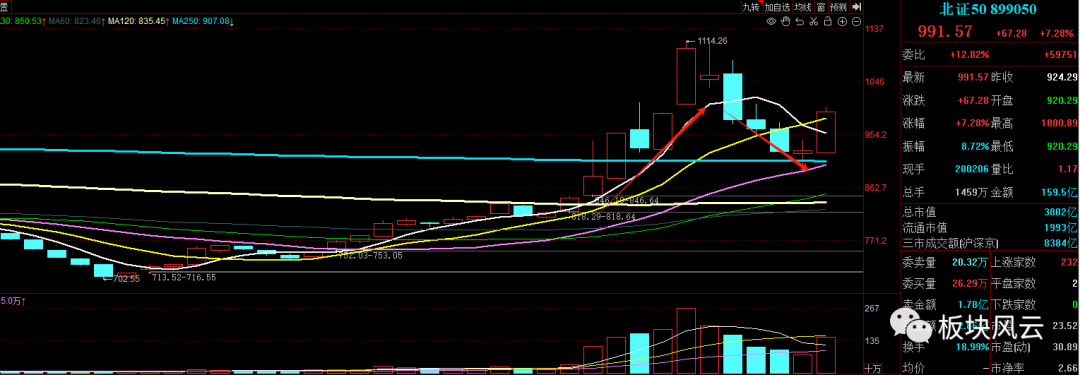 置 九转 加自选 均线 窗 预测
30: 850.53↑ MA60: 823.46↑ MA120: 835.45↑ MA250: 907.08↓
1137
1114.26
1046
954.2
862.7
846.64
818.29-818.64
771.2
753.05
713.52-716.55
702.55
5.0万↑
267
135
十万
北证50 899050
991.57 +67.28 +7.28%
委比 +12.82% +59751
最新 991.57 昨收 924.29
涨跌 +67.28 开盘 920.29
涨幅 +7.28% 最高 1000.89
振幅 8.72% 最低 920.29
现手 200206 量比 1.17
总手 1459万 金额 159.5亿
总市值 3802亿
流通市值 1993亿
三市成交额(沪深京) 8384亿
委卖量 20.32万 上涨家数 232
委买量 26.29万 平盘家数 2
卖金额 1.78亿 下跌家数 0
23.52
换手 18.99% 市盈(动) 30.89
均价 - 市净率 2.66
板块风云